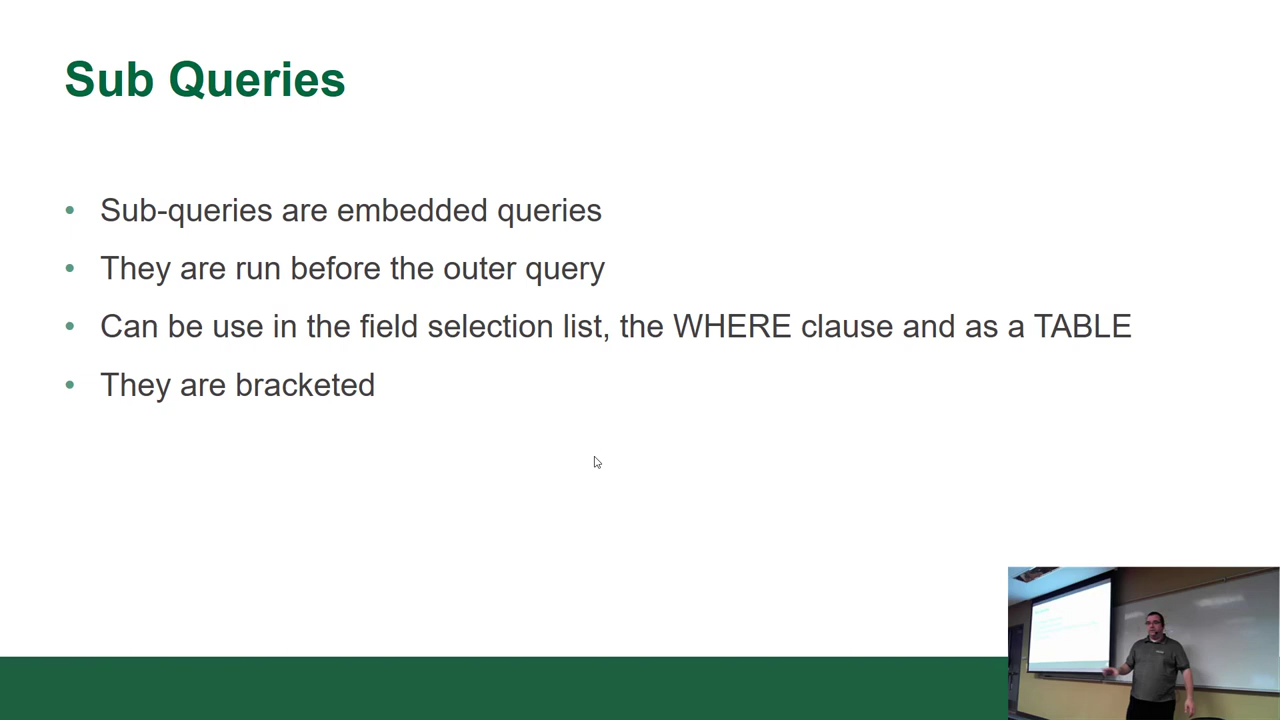 Sub Queries
• Sub-queries are embedded queries
• They are run before the outer query
• Can be use in the field selection list, the WHERE clause and as a TABLE
• They are bracketed